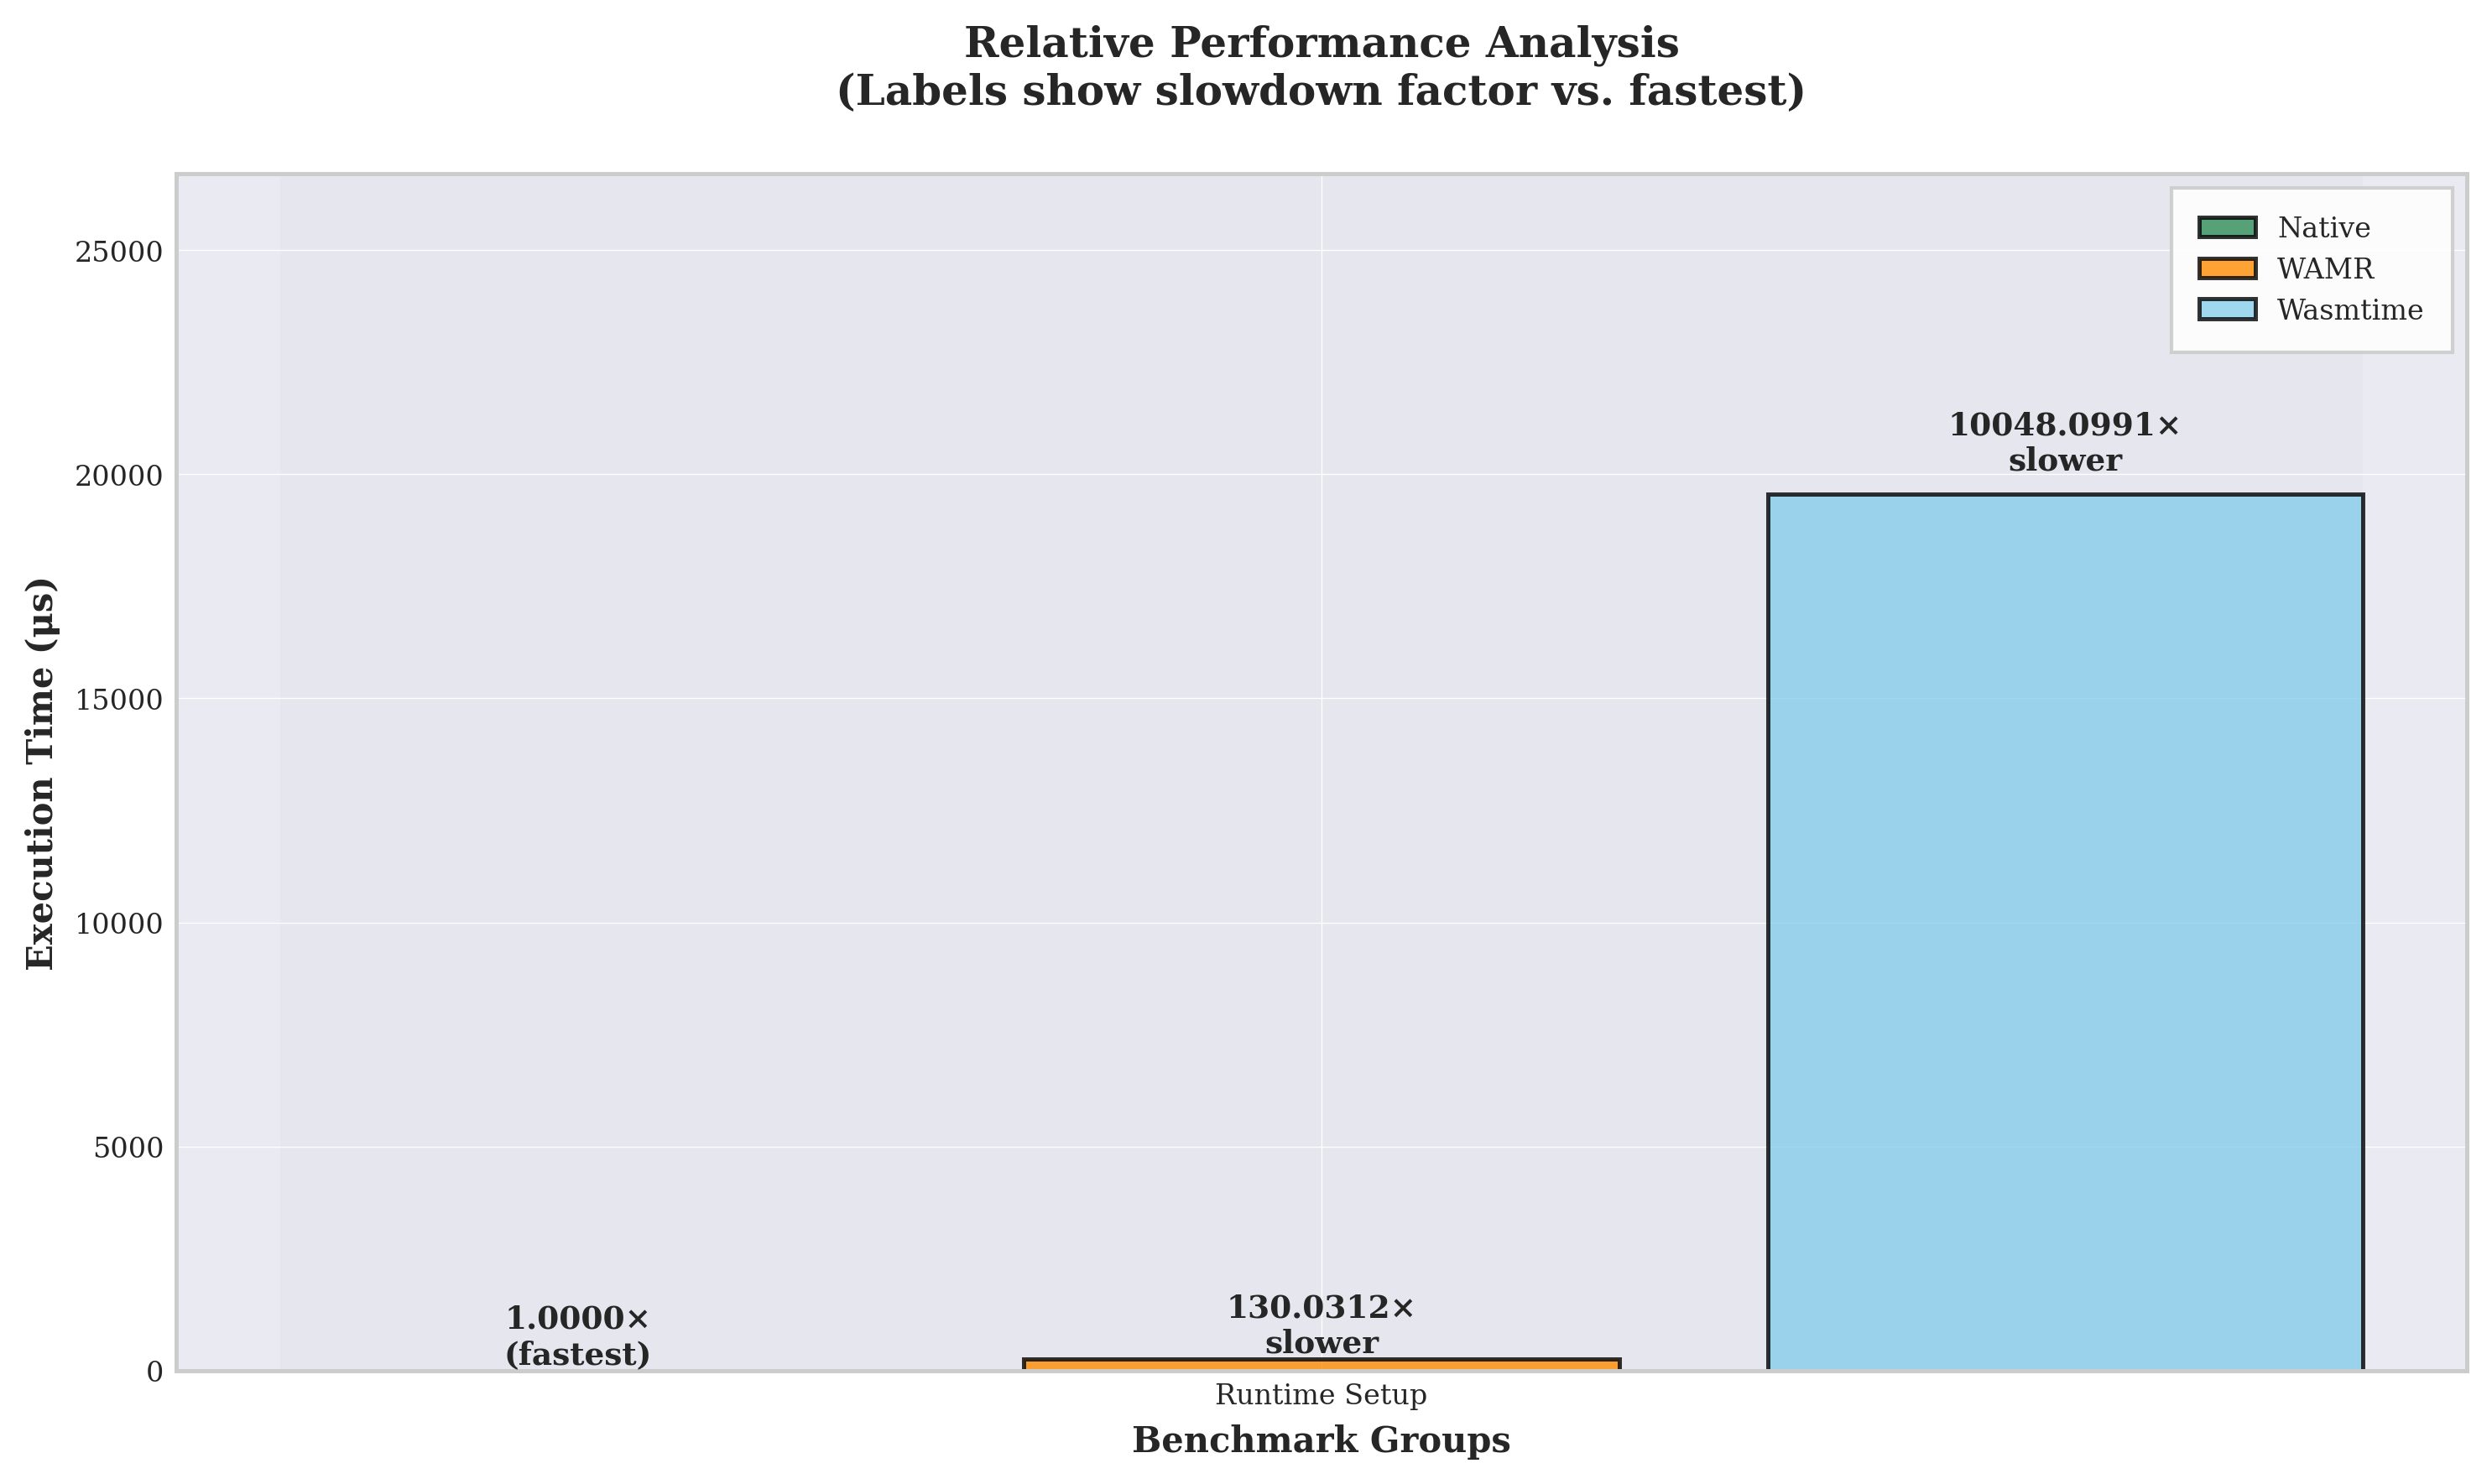 Relative Performance Analysis
(Labels show slowdown factor vs. fastest)
Native
WAMR
Wasmtime
Execution Time (µs)
25000
20000
15000
10000
5000
0
1.0000×
(fastest)
130.0312×
slower
10048.0991×
slower
Runtime Setup
Benchmark Groups